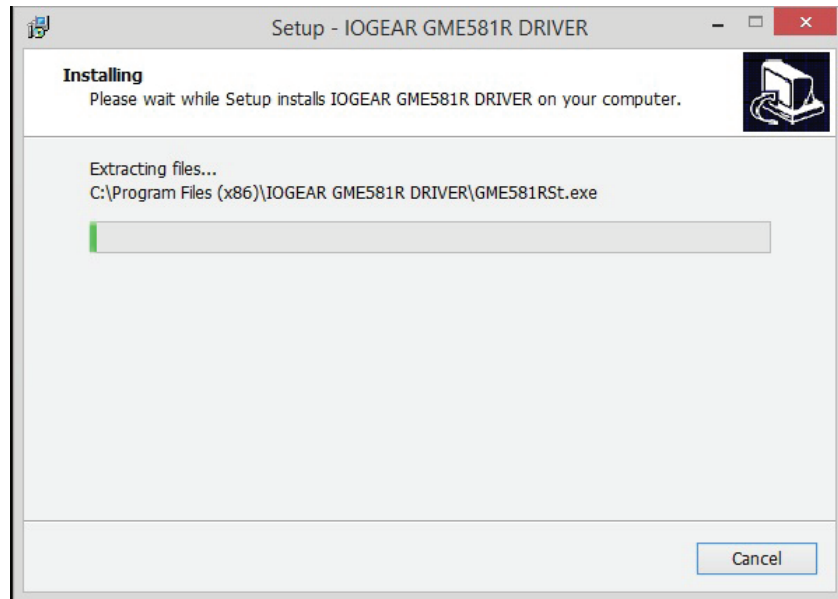 Setup - IOGEAR GME581R DRIVER
Installing
Please wait while Setup installs IOGEAR GME581R DRIVER on your computer.
Extracting files...
C:\Program Files (x86)\IOGEAR GME581R DRIVER\GME581RSt.exe
Cancel